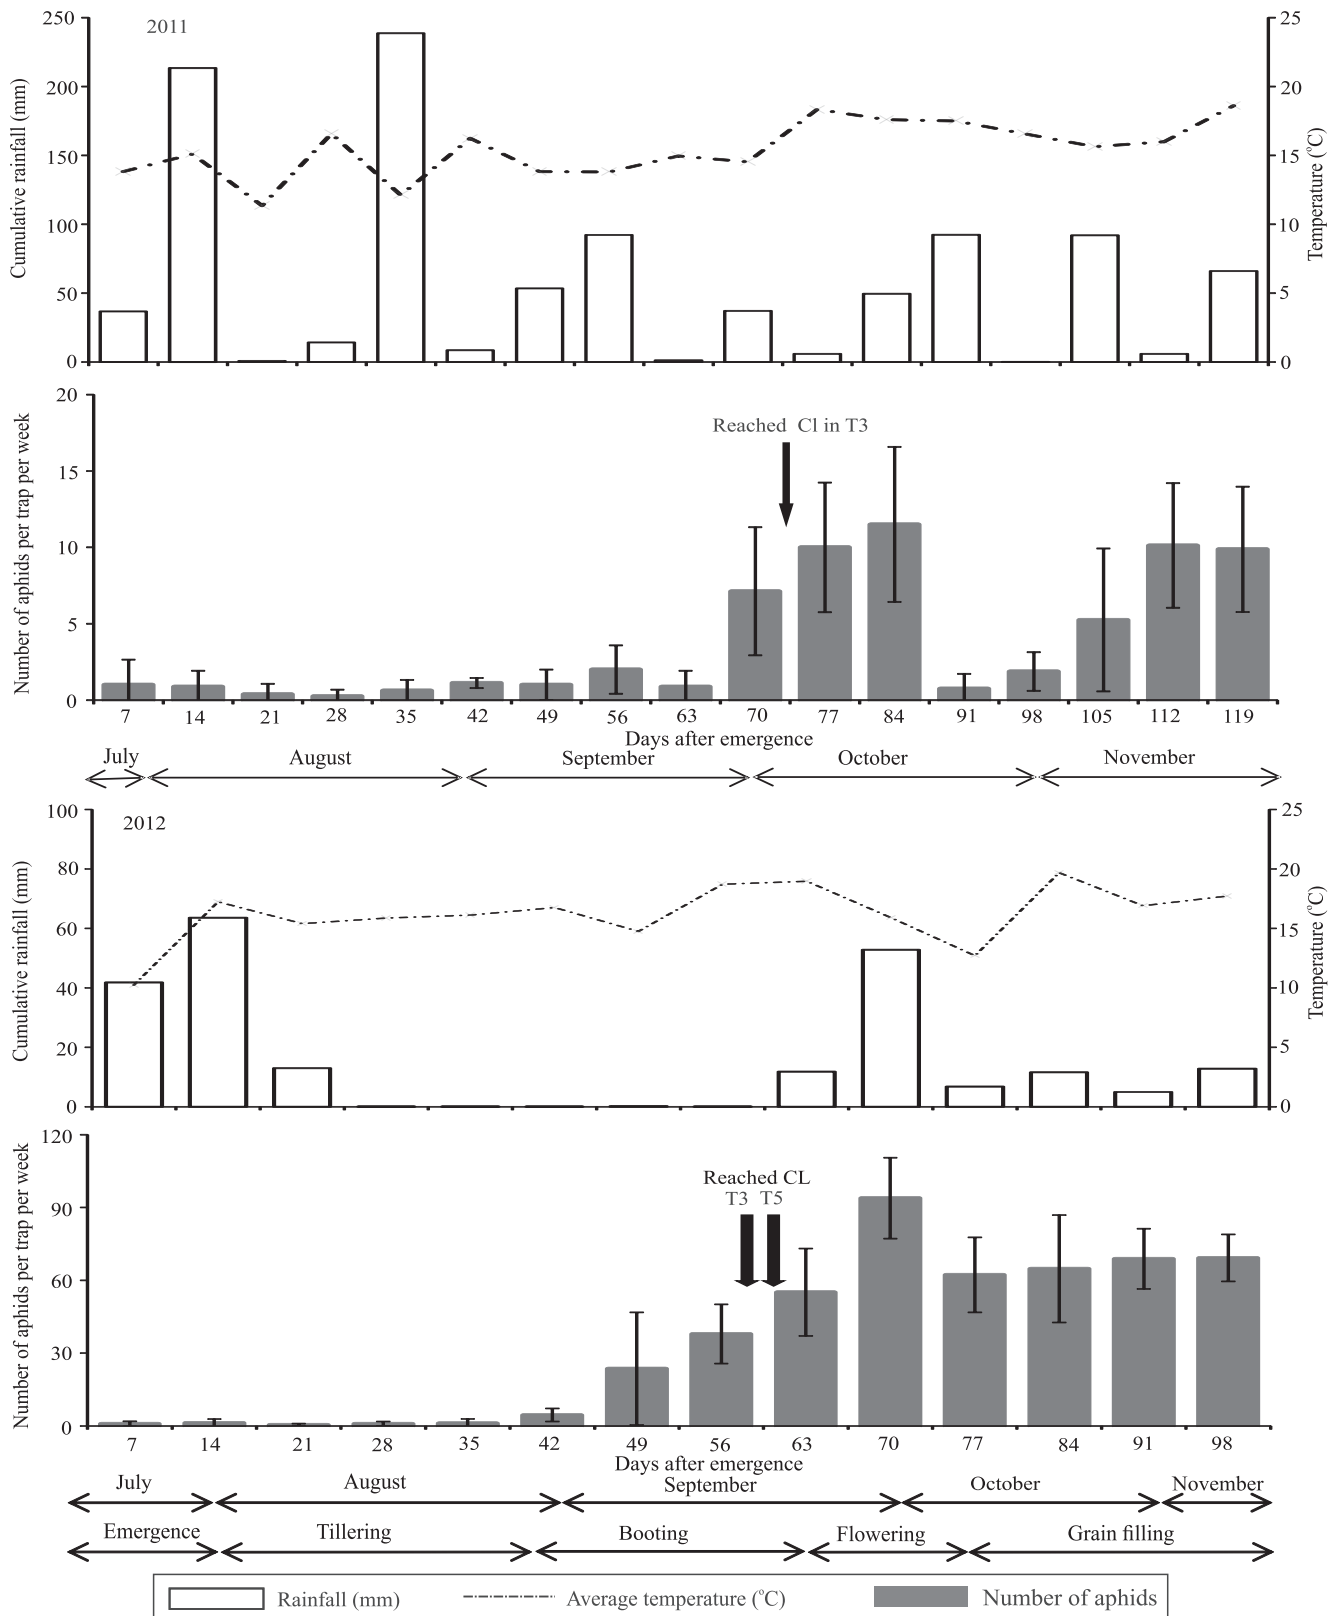 2011
Cumulative rainfall (mm)
250
200
150
100
50
0
25
20
15
10
5
0
Temperature (°C)
Number of aphids per trap per week
20
15
10
5
0
Reached Cl in T3
7 14 21 28 35 42 49 56 63 70 77 84 91 98 105 112 119
Days after emergence
July August September October November
2012
Cumulative rainfall (mm)
100
80
60
40
20
0
25
20
15
10
5
0
Temperature (°C)
Number of aphids per trap per week
120
90
60
30
0
Reached CL
T3 T5
7 14 21 28 35 42 49 56 63 70 77 84 91 98
Days after emergence
July August September October November
Emergence Tillering Booting Flowering Grain filling
Rainfall (mm) Average temperature (°C) Number of aphids